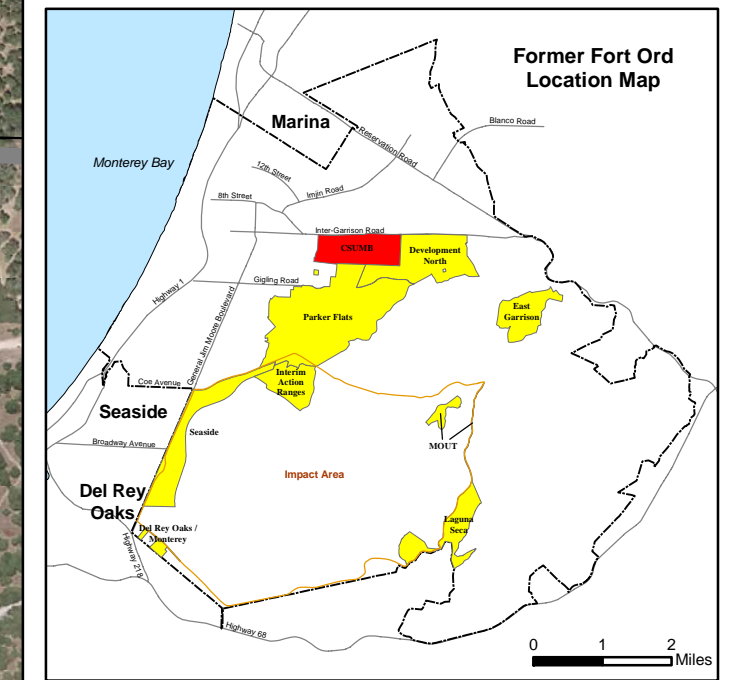 Former Fort Ord
Location Map
Marina
Blanco Road
Reservation Road
Monterey Bay
12th Street
Imjin Road
8th Street
Inter-Garrison Road
CSUMB
Development
North
Gigling Road
Highway 1
General Jim Moore Boulevard
Parker Flats
East
Garrison
Coe Avenue
Interim
Action
Ranges
Seaside
Seaside
Broadway Avenue
MOUT
Impact Area
Del Rey
Oaks
Laguna
Seca
Del Rey Oaks /
Monterey
Highway 218
Highway 68
0 1 2
Miles